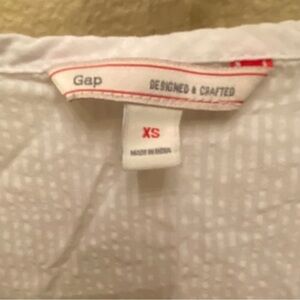 Gap DESIGNED & CRAFTED
XS
MADE IN INDIA